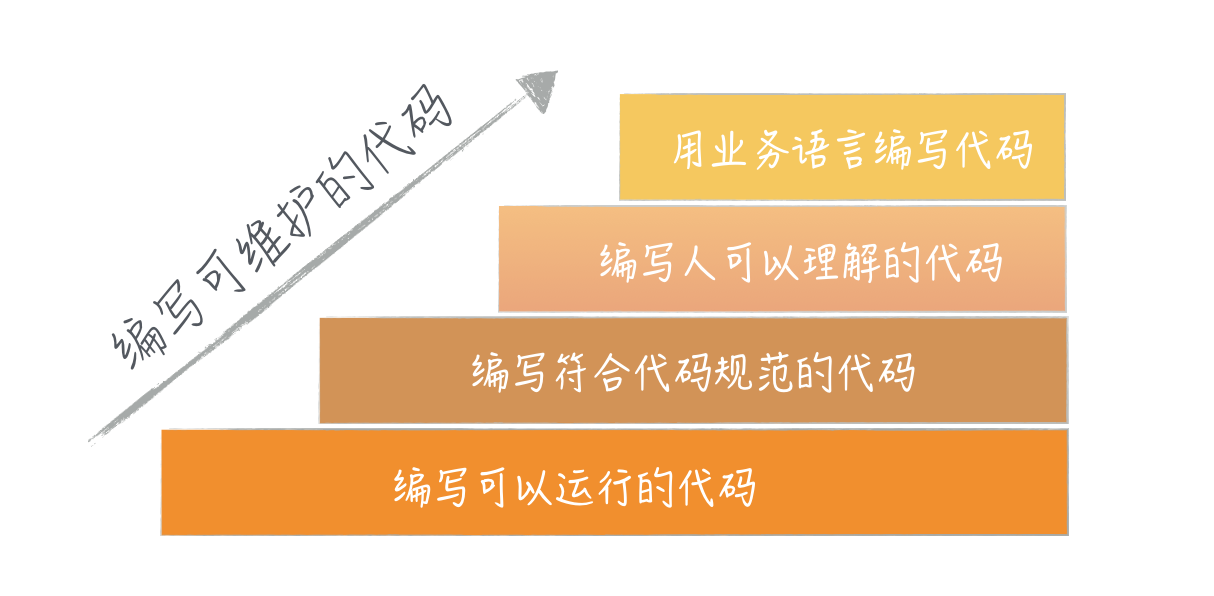 编写可维护的代码
用业务语言编写代码
编写人可以理解的代码
编写符合代码规范的代码
编写可以运行的代码